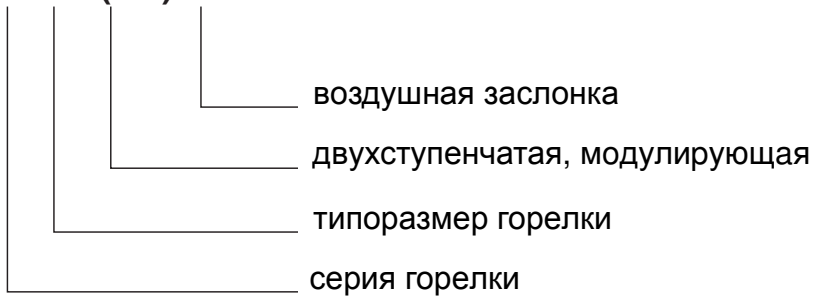 воздушная заслонка
двухступенчатая, модулирующая
типоразмер горелки
серия горелки